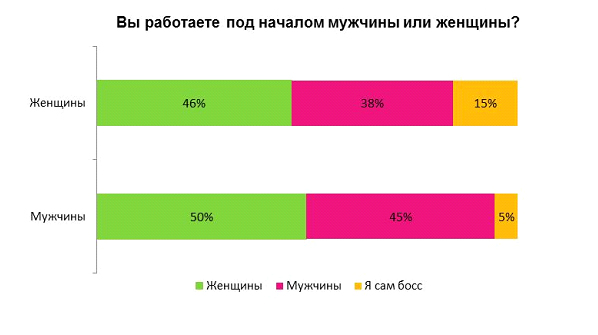 Вы работаете под началом мужчины или женщины?
Женщины
46%
38%
15%
Мужчины
50%
45%
5%
Женщины
Мужчины
Я сам босс